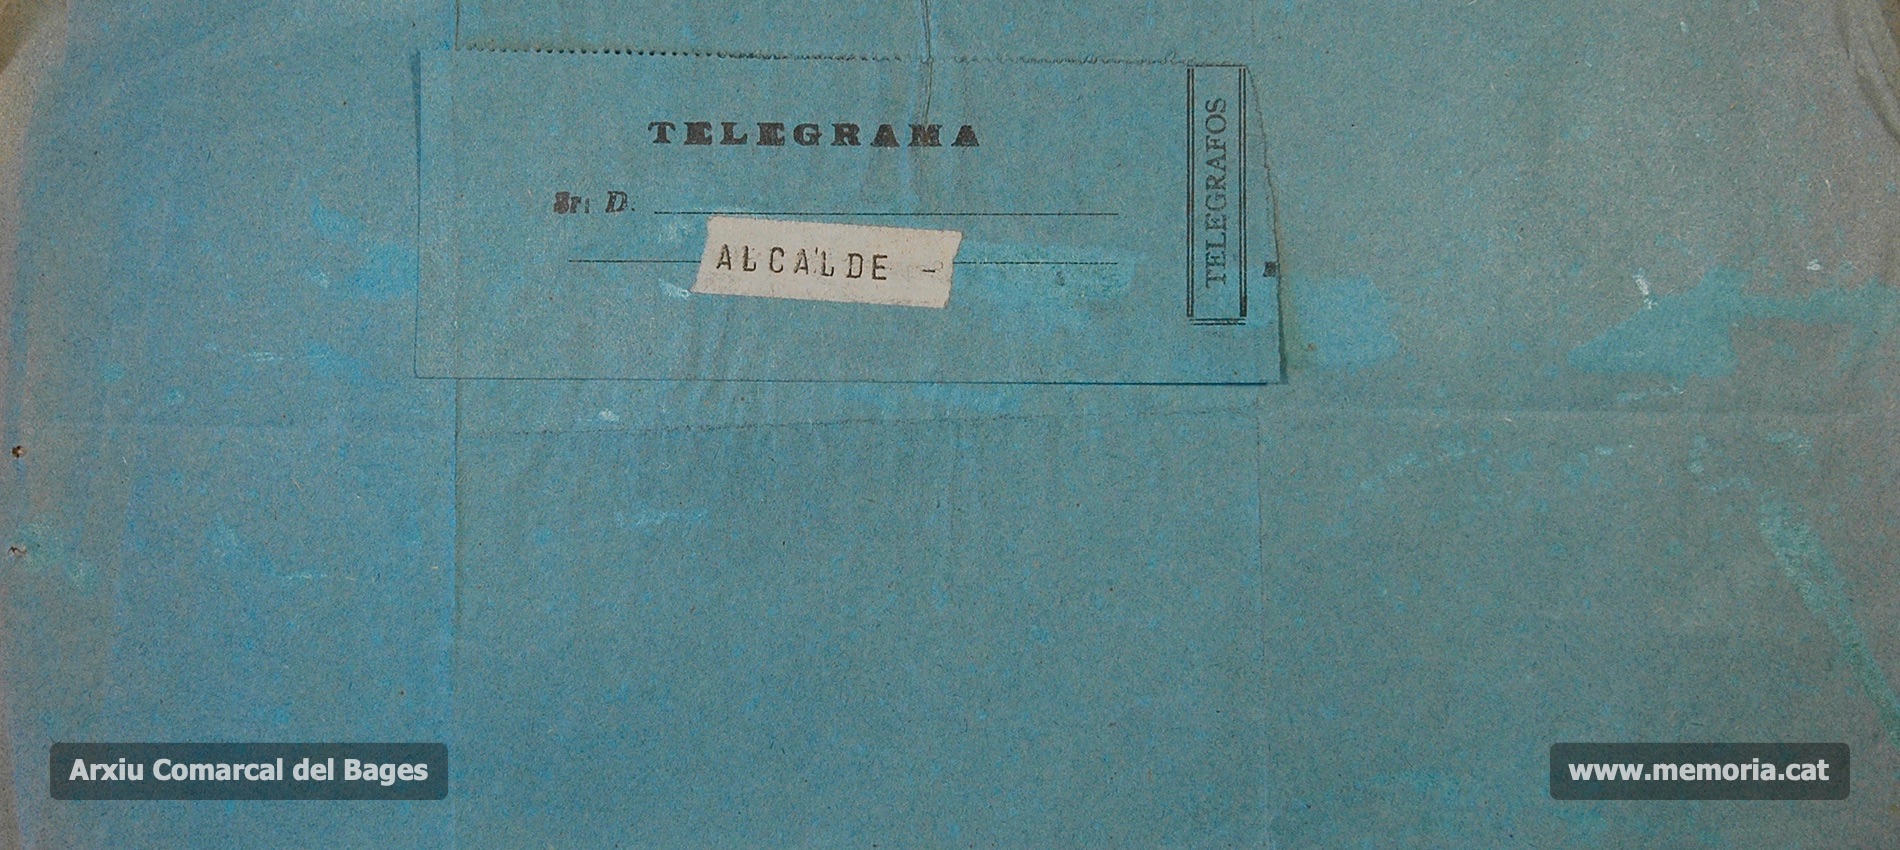 TELEGRAMA
Sr. D.
ALCALDE -
TELEGRAFOS
Arxiu Comarcal del Bages
www.memoria.cat